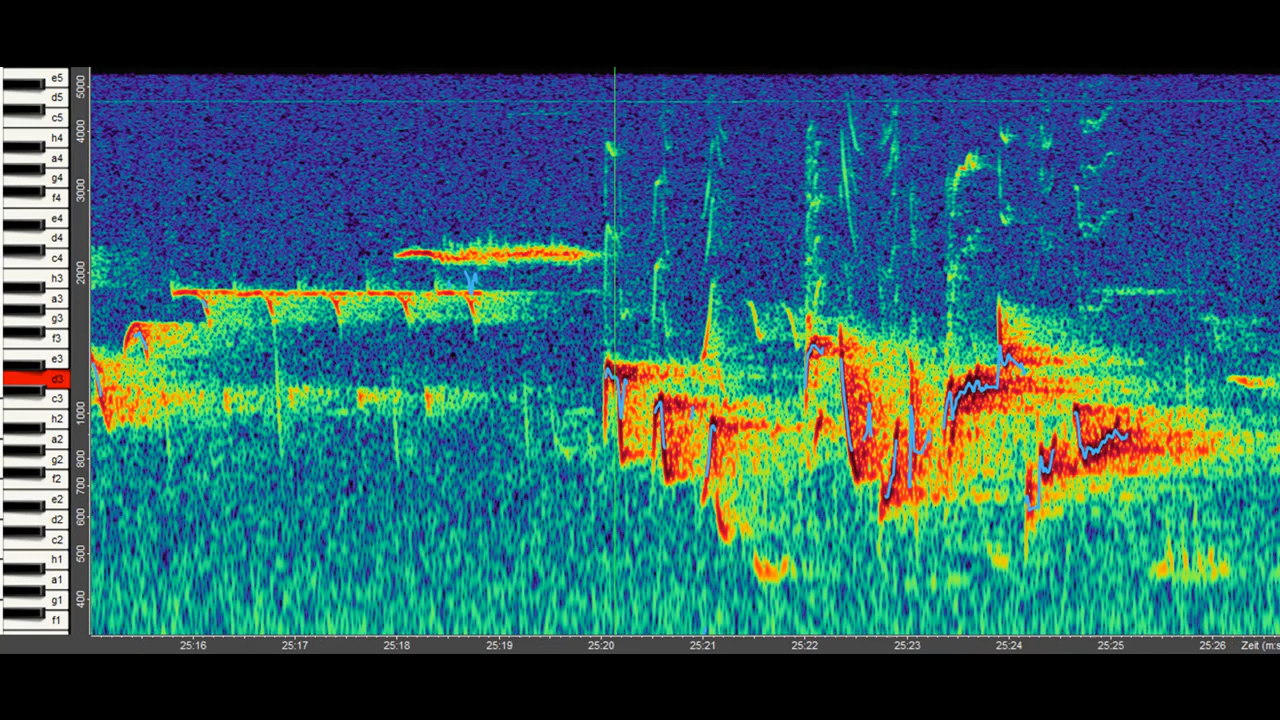 e5
d5
c5
h4
a4
g4
f4
e4
d4
c4
h3
a3
g3
f3
e3
d3
c3
h2
a2
g2
f2
e2
d2
c2
h1
a1
g1
f1
5000
4000
3000
2000
1000
800
700
600
500
400
25:16 25:17 25:18 25:19 25:20 25:21 25:22 25:23 25:24 25:25 25:26 Zeit (m:s